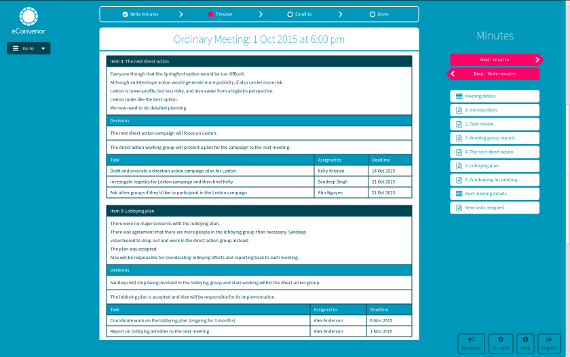 eConvenor
Go to
Write minutes
Preview
Email to
Done
Ordinary Meeting: 1 Oct 2015 at 6:00 pm
Item 4: The next direct action
Everyone though that the Springford option would be too difficult.
Although an Edenhope action would generate more publicity, it also carries more risk.
Lexton is lower-profile, but less risky, and also easier from a logistics perspective.
Lexton looks like the best option.
We now need to do detailed planning.
Decisions
The next direct action campaign will focus on Lexton.
The direct action working group will present a plan for the campaign to the next meeting.
Task Assigned to Deadline
Draft and circulate a direction action campaign plan for Lexton Kelly Kristian 14 Oct 2015
Investigate logistics for Lexton campaign and then brief Kelly Sandeep Singh 21 Oct 2015
Ask other groups if they'd like to participate in the Lexton campaign Aho Nguyen 21 Oct 2015
Item 5: Lobbying plan
There were no major concerns with the lobbying plan.
There was agreement that there are more people in the lobbying group than necessary. Sandeep
volunteered to drop out and work in the direct action group instead.
The plan was accepted.
Alex will be responsible for coordinating lobbying efforts and reporting back to each meeting.
Decisions
Sandeep will stop being involved in the lobbying group and start working within the direct action group.
The lobbying plan is accepted and Alex will be responsible for its implementation.
Task Assigned to Deadline
Coordinate work on the lobbying plan (ongoing for 3 months) Alex Anderson 8 Nov 2015
Report on lobbying activities to the next meeting Alex Anderson 1 Nov 2015
Minutes
Next: Email to
Back: Write minutes
Meeting details
1. Introductions
2. Task review
3. Working group reports
4. The next direct action
5. Lobbying plan
6. Fundraising for printing
Next meeting details
New tasks assigned
Feedback
Account
Help
Logout